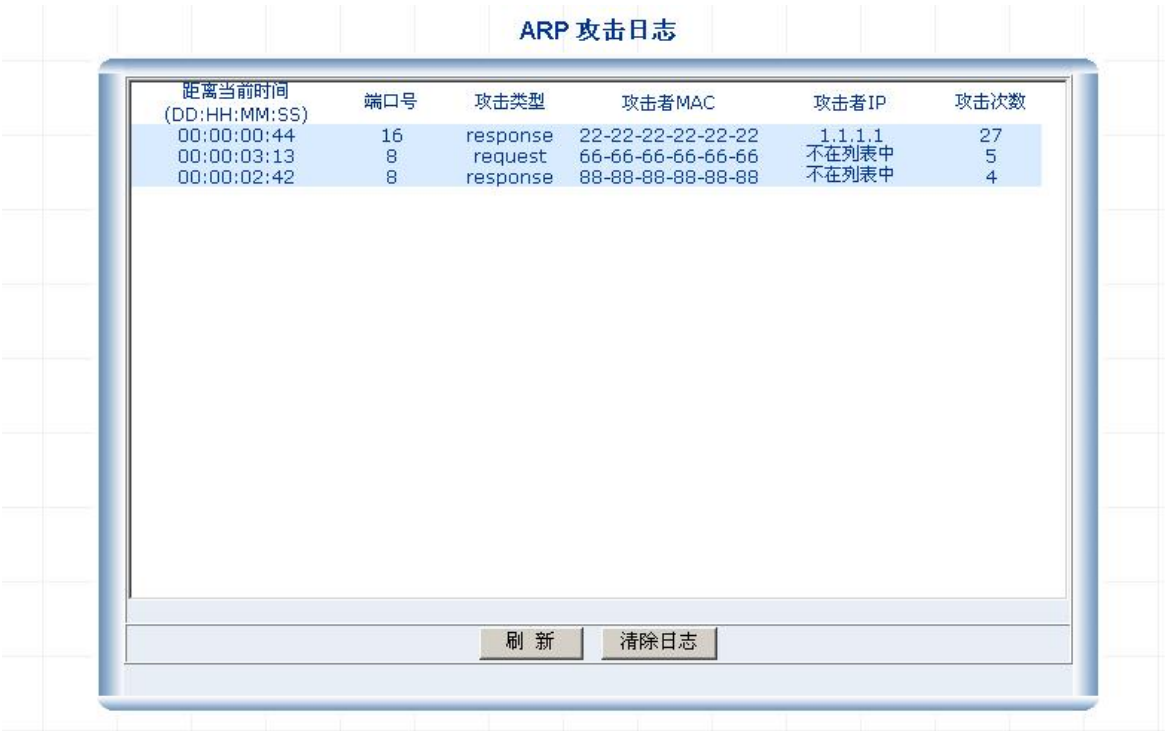 ARP 攻击日志
距离当前时间
(DD:HH:MM:SS) 端口号 攻击类型 攻击者MAC 攻击者IP 攻击次数
00:00:00:44 16 response 22-22-22-22-22-22 1.1.1.1 27
00:00:03:13 8 request 66-66-66-66-66-66 不在列表中 5
00:00:02:42 8 response 88-88-88-88-88-88 不在列表中 4
刷 新 清除日志